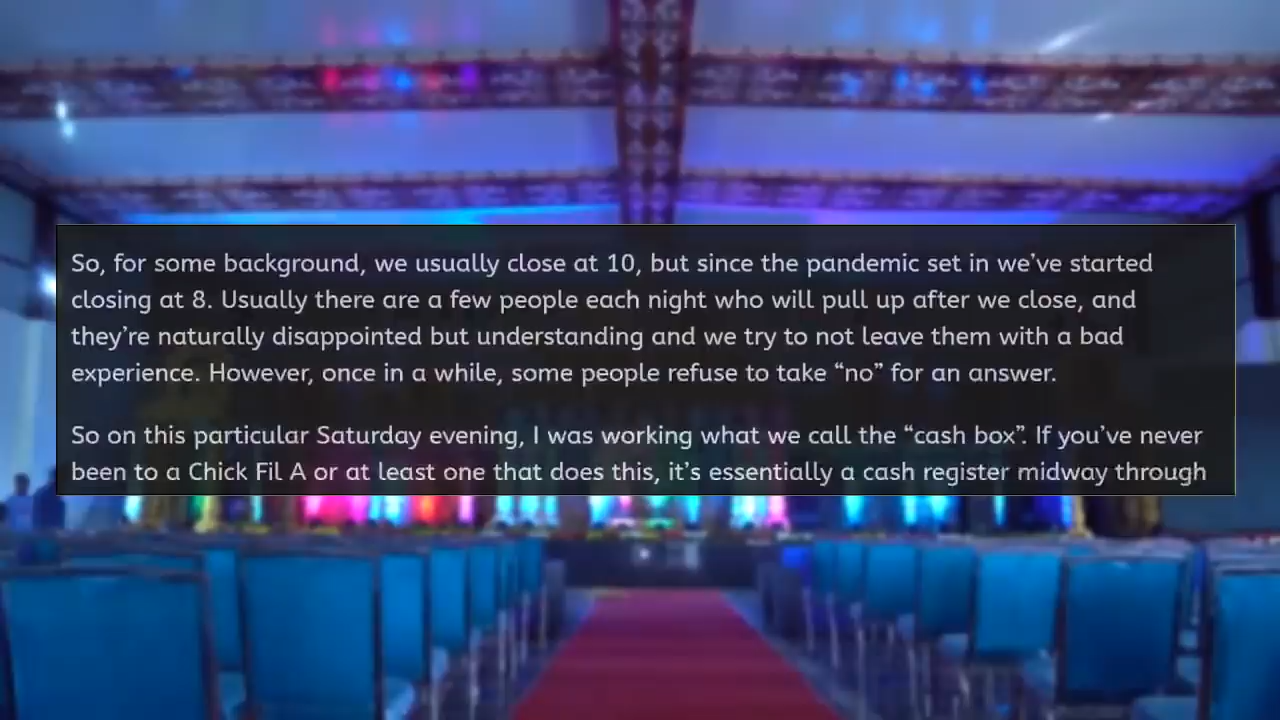 So, for some background, we usually close at 10, but since the pandemic set in we’ve started
closing at 8. Usually there are a few people each night who will pull up after we close, and
they’re naturally disappointed but understanding and we try to not leave them with a bad
experience. However, once in a while, some people refuse to take “no” for an answer.
So on this particular Saturday evening, I was working what we call the “cash box”. If you’ve never
been to a Chick Fil A or at least one that does this, it’s essentially a cash register midway through